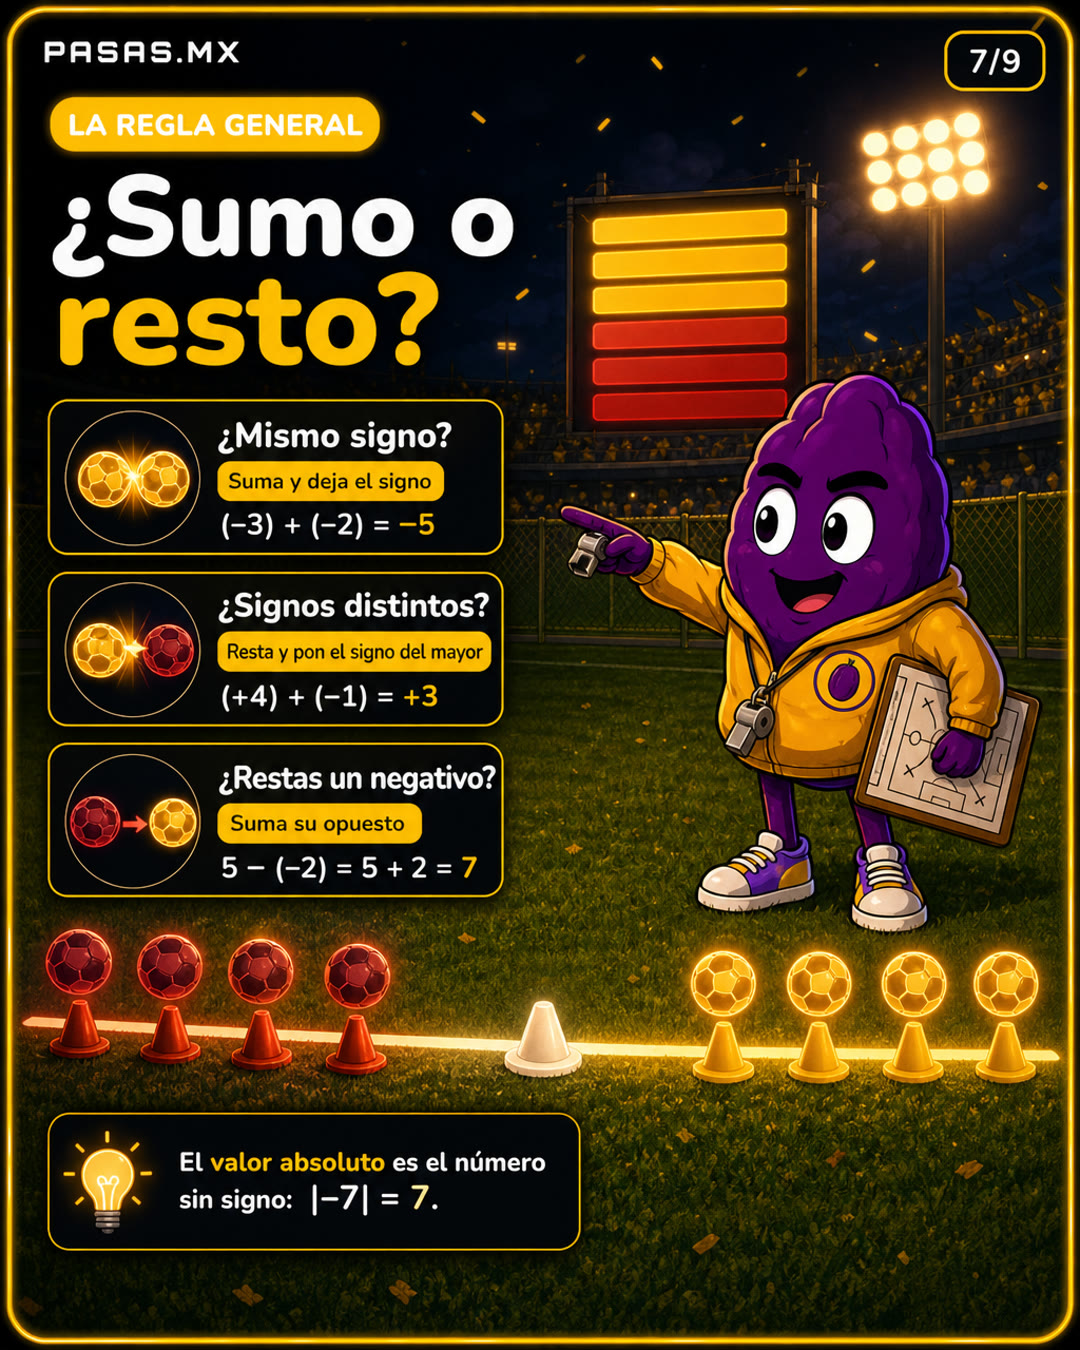 PASAS.MX
7/9
LA REGLA GENERAL
¿Sumo o
resto?
¿Mismo signo?
Suma y deja el signo
(−3) + (−2) = −5
¿Signos distintos?
Resta y pon el signo del mayor
(+4) + (−1) = +3
¿Restas un negativo?
Suma su opuesto
5 − (−2) = 5 + 2 = 7
El valor absoluto es el número
sin signo: |−7| = 7.